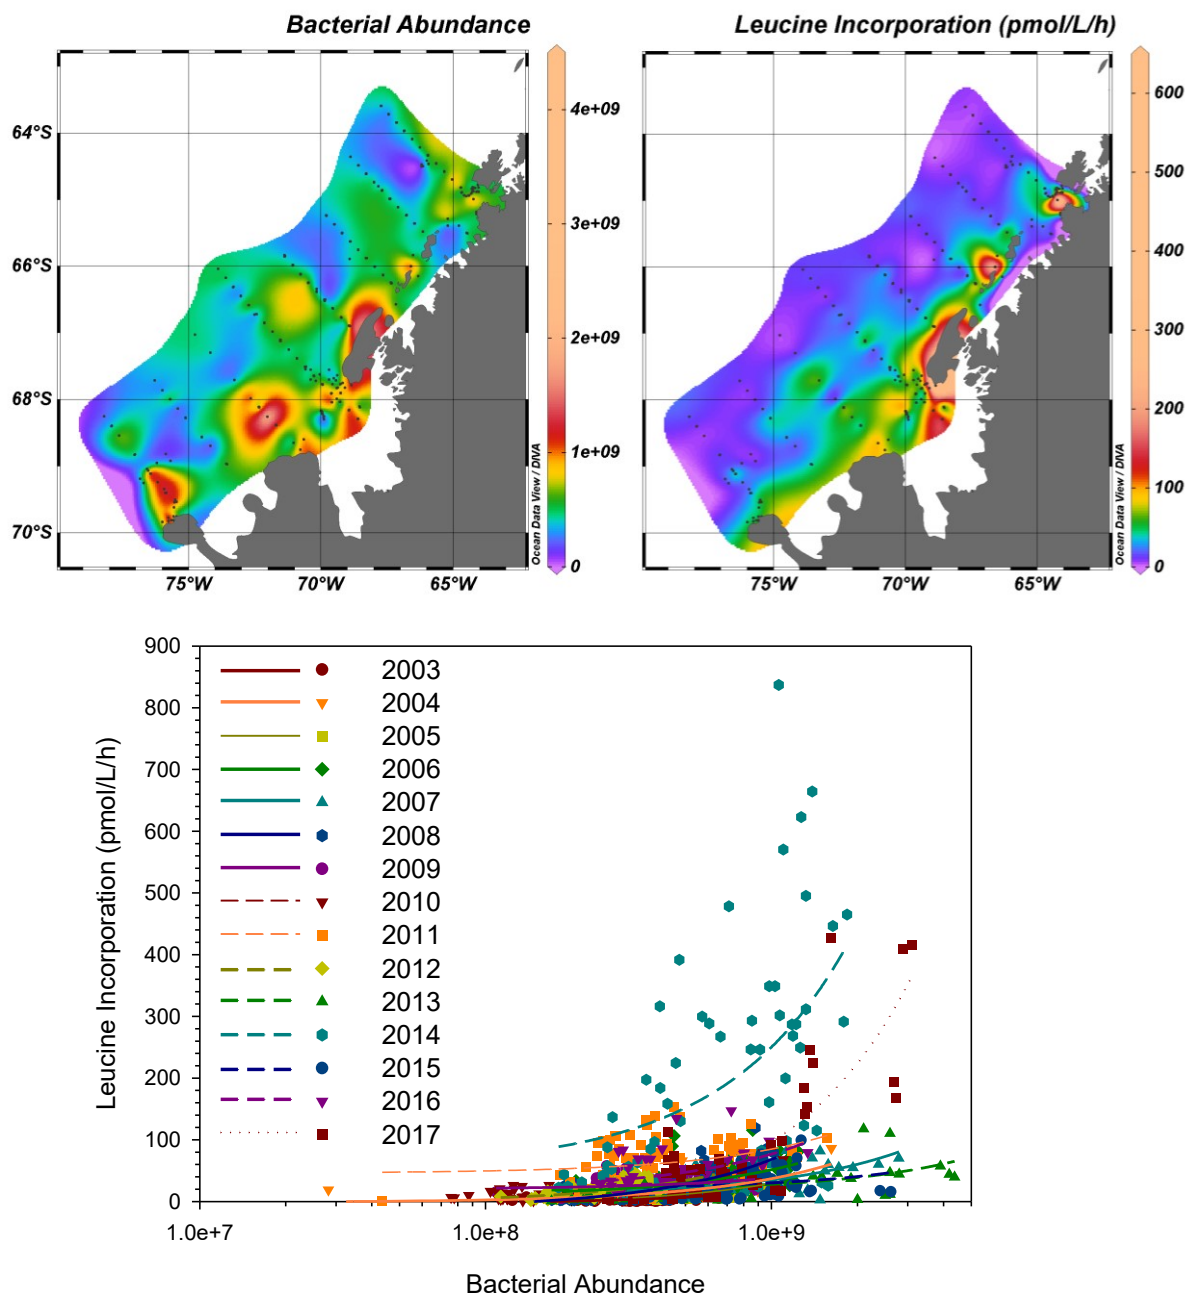 Bacterial Abundance
Leucine Incorporation (pmol/L/h)
64°S
66°S
68°S
70°S
75°W
70°W
65°W
4e+09
3e+09
2e+09
1e+09
0
Ocean Data View / DIVA
75°W
70°W
65°W
600
500
400
300
200
100
0
Ocean Data View / DIVA
Leucine Incorporation (pmol/L/h)
900
800
700
600
500
400
300
200
100
0
2003
2004
2005
2006
2007
2008
2009
2010
2011
2012
2013
2014
2015
2016
2017
1.0e+7
1.0e+8
1.0e+9
Bacterial Abundance